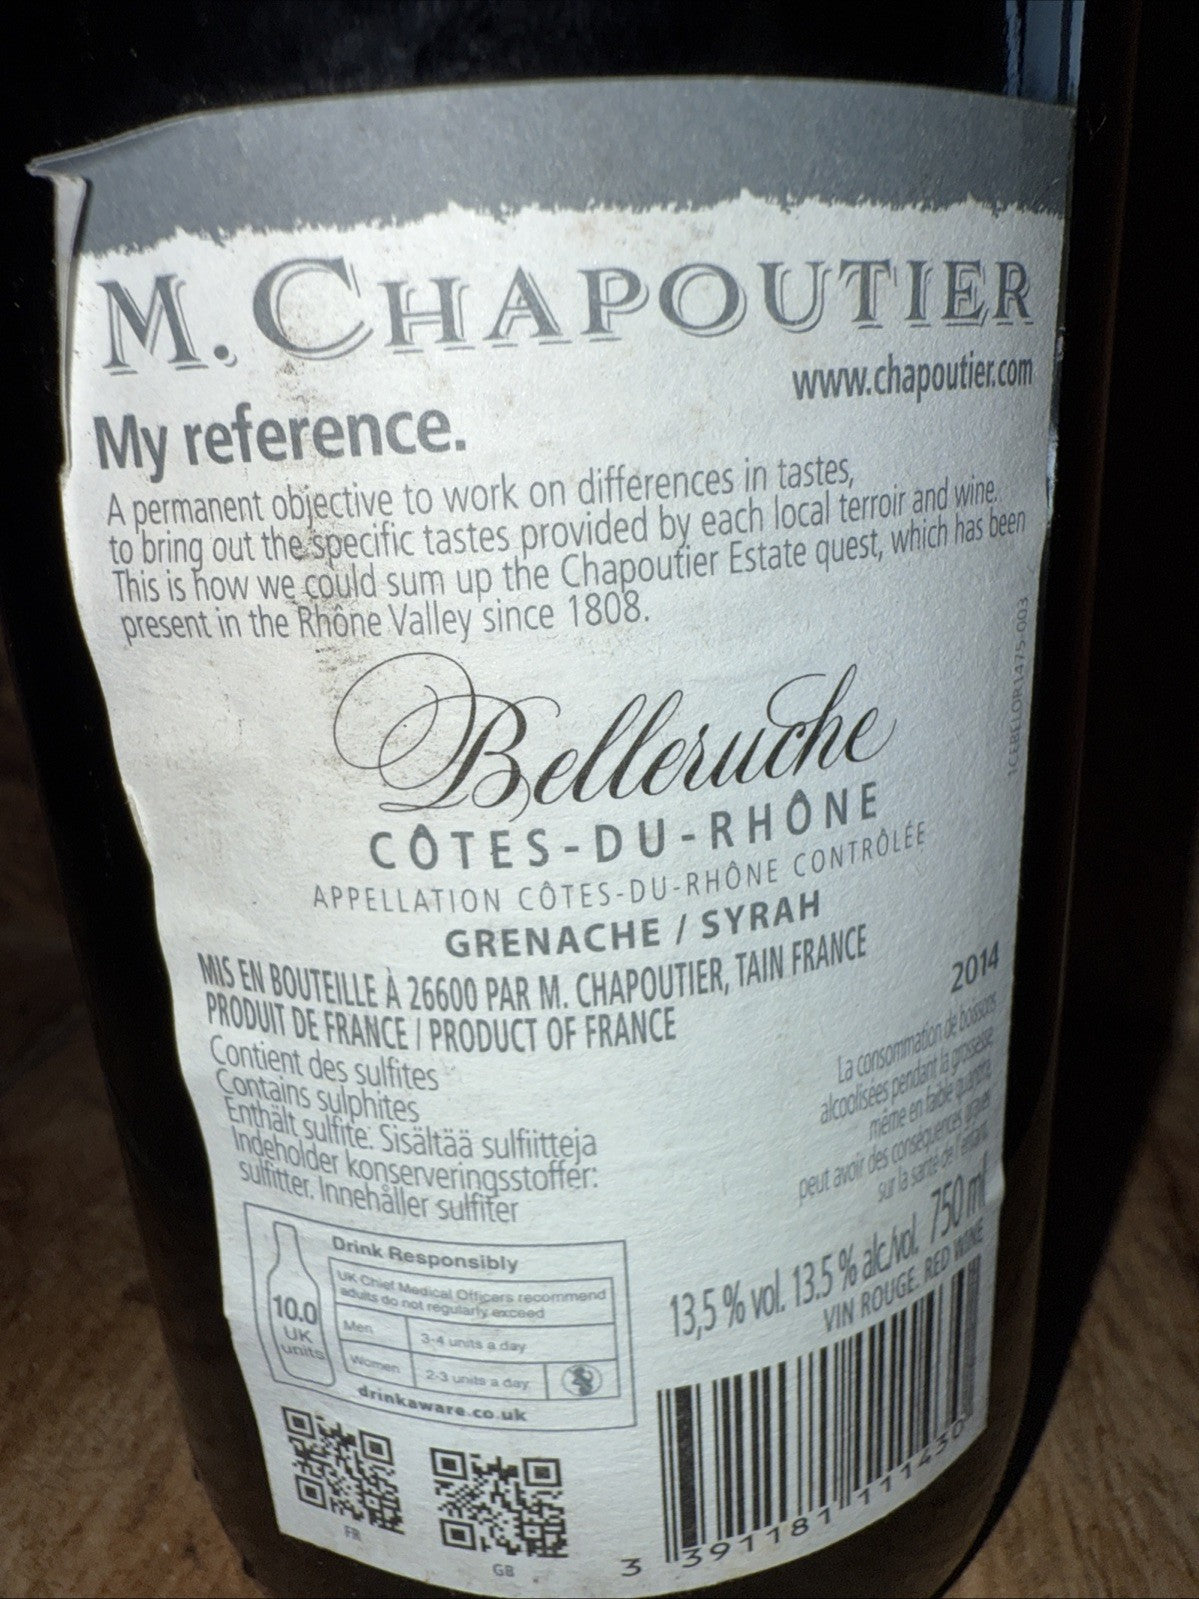 M. CHAPOUTIER
www.chapoutier.com
My reference.
A permanent objective to work on differences in tastes,
to bring out the specific tastes provided by each local terroir and wine.
This is how we could sum up the Chapoutier Estate quest, which has been
present in the Rhône Valley since 1808.
Belleruche
CÔTES-DU-RHÔNE
APPELLATION CÔTES-DU-RHÔNE CONTRÔLÉE
GRENACHE / SYRAH
MIS EN BOUTEILLE À 26600 PAR M. CHAPOUTIER, TAIN FRANCE
PRODUIT DE FRANCE / PRODUCT OF FRANCE
2014
Contient des sulfites
Contains sulphites
Enthält sulfite. Sisältää sulfiitteja
Indeholder konserveringsstoffer:
sulfitter. Innehåller sulfiter
La consommation de boissons
alcoolisées pendant la grossesse
même en faible quantité,
peut avoir des conséquences graves
sur la santé de l'enfant.
13,5 % vol. 13.5 % alc./vol. 750 ml
VIN ROUGE. RED WINE
10.0
UK
units
Drink Responsibly
UK Chief Medical Officers recommend
adults do not regularly exceed
Men 3-4 units a day
Women 2-3 units a day
drinkaware.co.uk
FR
GB
3 391181 111430
1CEBELOR1475-003